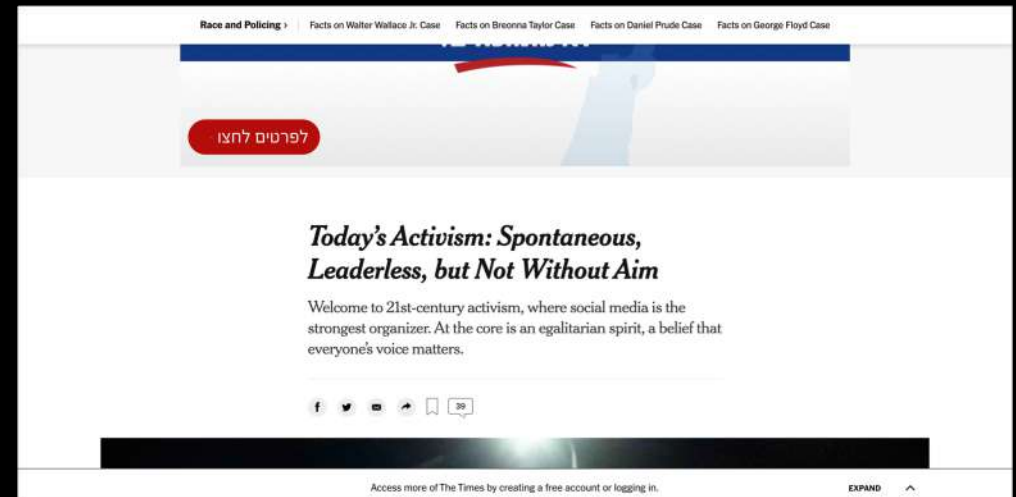 Race and Policing › Facts on Walter Wallace Jr. Case Facts on Breonna Taylor Case Facts on Daniel Prude Case Facts on George Floyd Case
לפרטים לחצו
Today's Activism: Spontaneous,
Leaderless, but Not Without Aim
Welcome to 21st-century activism, where social media is the
strongest organizer. At the core is an egalitarian spirit, a belief that
everyone's voice matters.
39
Access more of The Times by creating a free account or logging in.
EXPAND